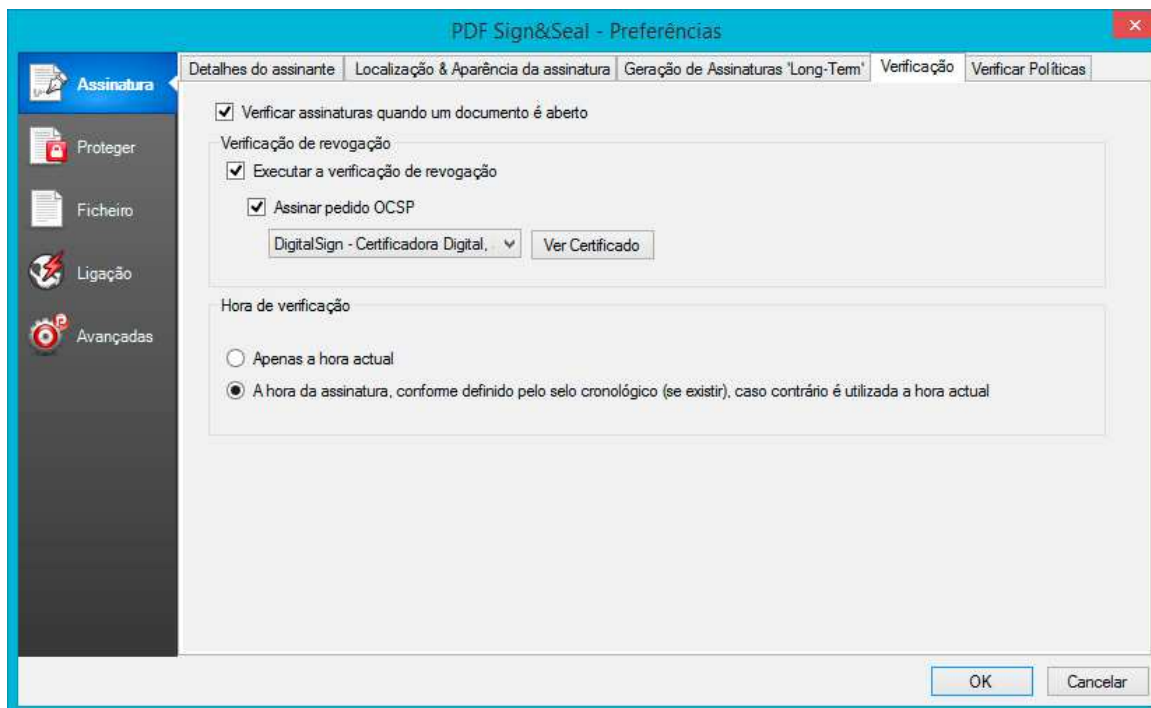 PDF Sign&Seal - Preferências
Assinatura
Proteger
Ficheiro
Ligação
Avançadas
Detalhes do assinante
Localização & Aparência da assinatura
Geração de Assinaturas 'Long-Term'
Verificação
Verificar Políticas
Verificar assinaturas quando um documento é aberto
Verificação de revogação
Executar a verificação de revogação
Assinar pedido OCSP
DigitalSign - Certificadora Digital,
Ver Certificado
Hora de verificação
Apenas a hora actual
A hora da assinatura, conforme definido pelo selo cronológico (se existir), caso contrário é utilizada a hora actual
OK
Cancelar